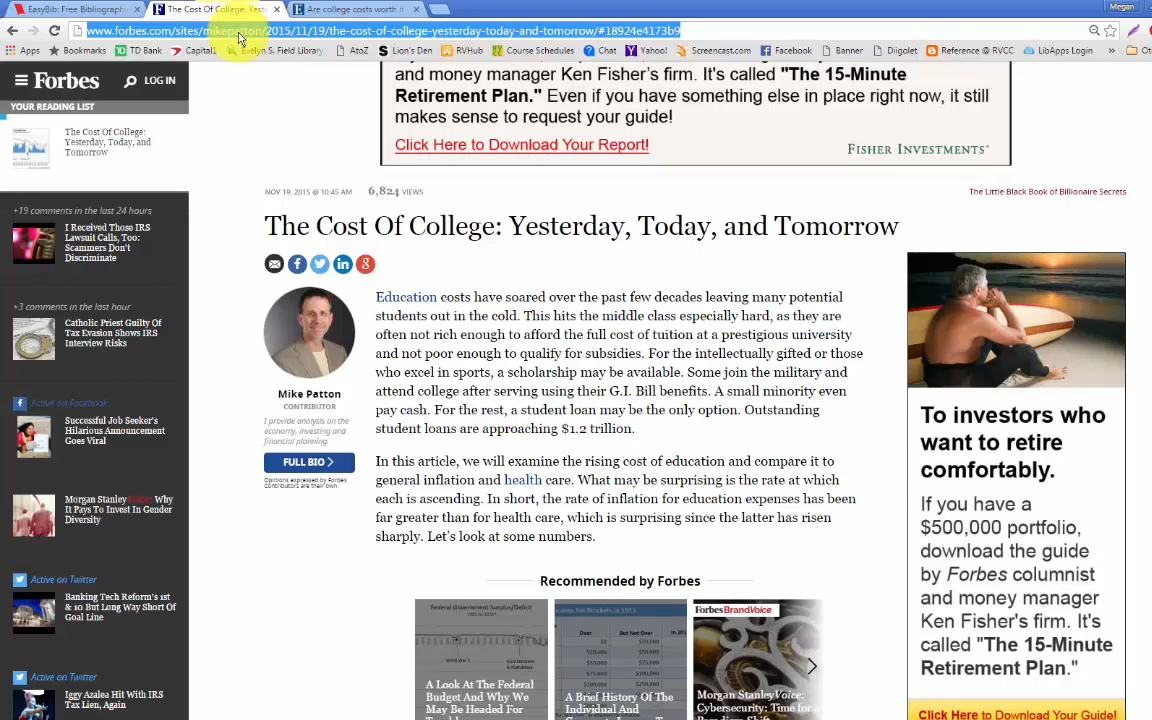 EasyBib: Free Bibliography
The Cost Of College: Yeste
Are college costs worth it
Megan
www.forbes.com/sites/mikepatton/2015/11/19/the-cost-of-college-yesterday-today-and-tomorrow/#18924e4173b9
Apps
Bookmarks
TD Bank
Capital1
Evelyn S. Field Library
AtoZ
Lion's Den
RVHub
Course Schedules
Chat
Yahoo!
Screencast.com
Facebook
Banner
Diigolet
Reference @ RVCC
LibApps Login
»
Ot
Forbes
LOG IN
YOUR READING LIST
The Cost Of College:
Yesterday, Today, and
Tomorrow
+19 comments in the last 24 hours
I Received Those IRS
Lawsuit Calls, Too:
Scammers Don't
Discriminate
+3 comments in the last hour
Catholic Priest Guilty Of
Tax Evasion Shows IRS
Interview Risks
Active on Facebook
Successful Job Seeker's
Hilarious Announcement
Goes Viral
Morgan StanleyVoice: Why
It Pays To Invest In Gender
Diversity
Active on Twitter
Banking Tech Reform's 1st
& 10 But Long Way Short Of
Goal Line
Active on Twitter
Iggy Azalea Hit With IRS
Tax Lien, Again
and money manager Ken Fisher's firm. It's called "The 15-Minute
Retirement Plan." Even if you have something else in place right now, it still
makes sense to request your guide!
Click Here to Download Your Report!
FISHER INVESTMENTS®
NOV 19, 2015 @ 10:45 AM
6,824 VIEWS
The Little Black Book of Billionaire Secrets
The Cost Of College: Yesterday, Today, and Tomorrow
Mike Patton
CONTRIBUTOR
I provide analysis on the
economy, investing and
financial planning.
FULL BIO
Opinions expressed by Forbes
Contributors are their own.
Education costs have soared over the past few decades leaving many potential
students out in the cold. This hits the middle class especially hard, as they are
often not rich enough to afford the full cost of tuition at a prestigious university
and not poor enough to qualify for subsidies. For the intellectually gifted or those
who excel in sports, a scholarship may be available. Some join the military and
attend college after serving using their G.I. Bill benefits. A small minority even
pay cash. For the rest, a student loan may be the only option. Outstanding
student loans are approaching $1.2 trillion.
In this article, we will examine the rising cost of education and compare it to
general inflation and health care. What may be surprising is the rate at which
each is ascending. In short, the rate of inflation for education expenses has been
far greater than for health care, which is surprising since the latter has risen
sharply. Let's look at some numbers.
Recommended by Forbes
Federal Government Surplus/Deficit
A Look At The Federal
Budget And Why We
May Be Headed For
A Brief History Of The
Individual And
ForbesBrandVoice
Morgan StanleyVoice:
Cybersecurity: Time for a
To investors who
want to retire
comfortably.
If you have a
$500,000 portfolio,
download the guide
by Forbes columnist
and money manager
Ken Fisher's firm. It's
called "The 15-Minute
Retirement Plan."
Click Here to Download Your Guide!